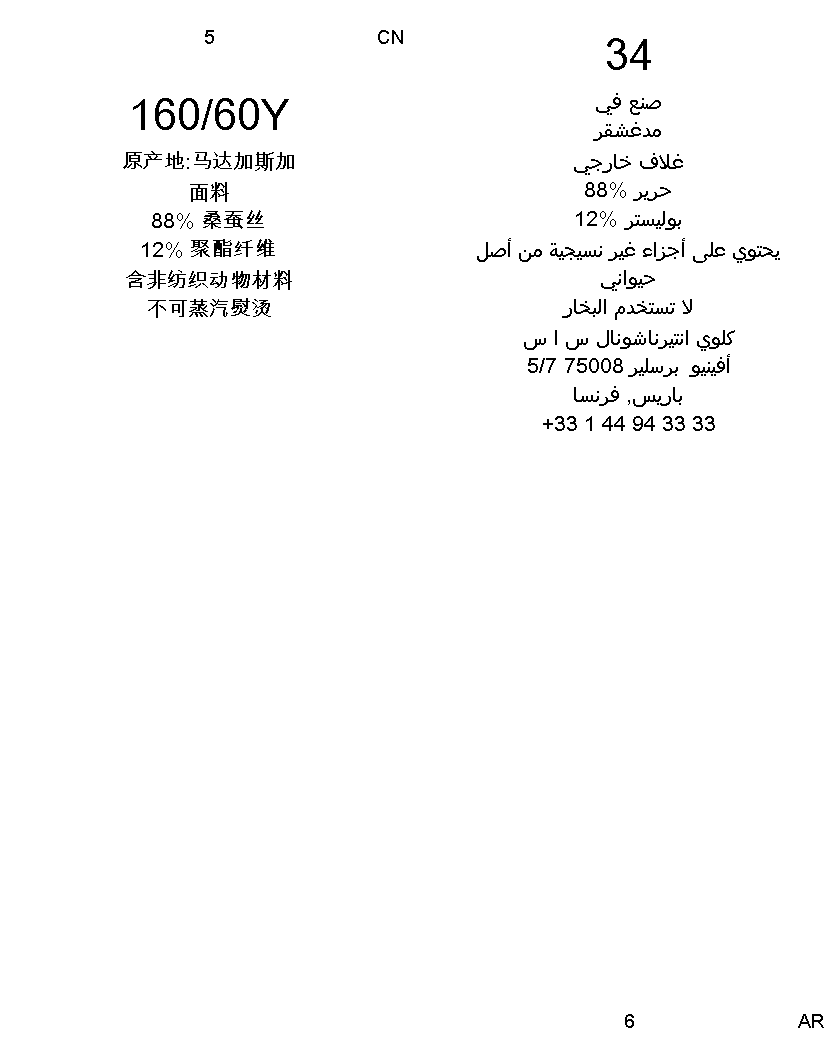 5
CN
160/60Y
原产地:马达加斯加
面料
88% 桑蚕丝
12% 聚酯纤维
含非纺织动物材料
不可蒸汽熨烫
34
صنع في
مدغشقر
غلاف خارجي
88% حرير
12% بوليستر
يحتوي على أجزاء غير نسيجية من أصل
حيواني
لا تستخدم البخار
كلوي انتيرناشونال س ا س
5/7 أفينيو برسلير 75008
باريس, فرنسا
+33 1 44 94 33 33
6
AR